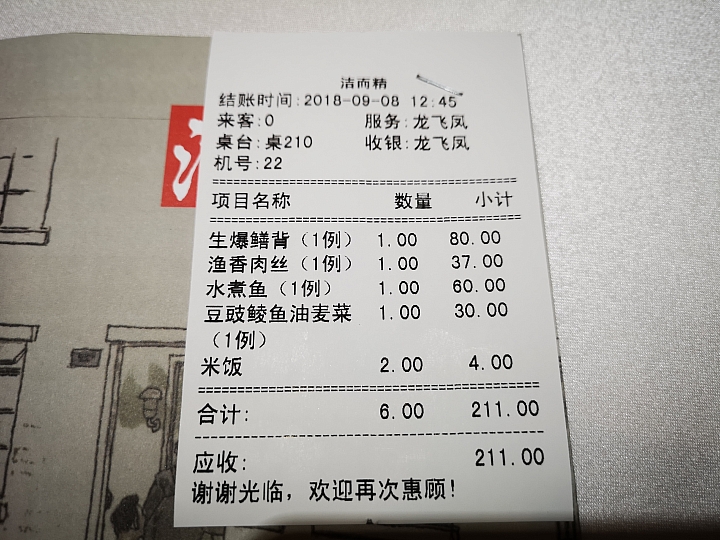 洁而精
结账时间:2018-09-08 12:45
来客:0 服务:龙飞凤
桌台:桌210 收银:龙飞凤
机号:22
项目名称 数量 小计
生爆鳝背（1例） 1.00 80.00
渔香肉丝（1例） 1.00 37.00
水煮鱼（1例） 1.00 60.00
豆豉鲮鱼油麦菜 1.00 30.00
（1例）
米饭 2.00 4.00
合计: 6.00 211.00
应收: 211.00
谢谢光临，欢迎再次惠顾!